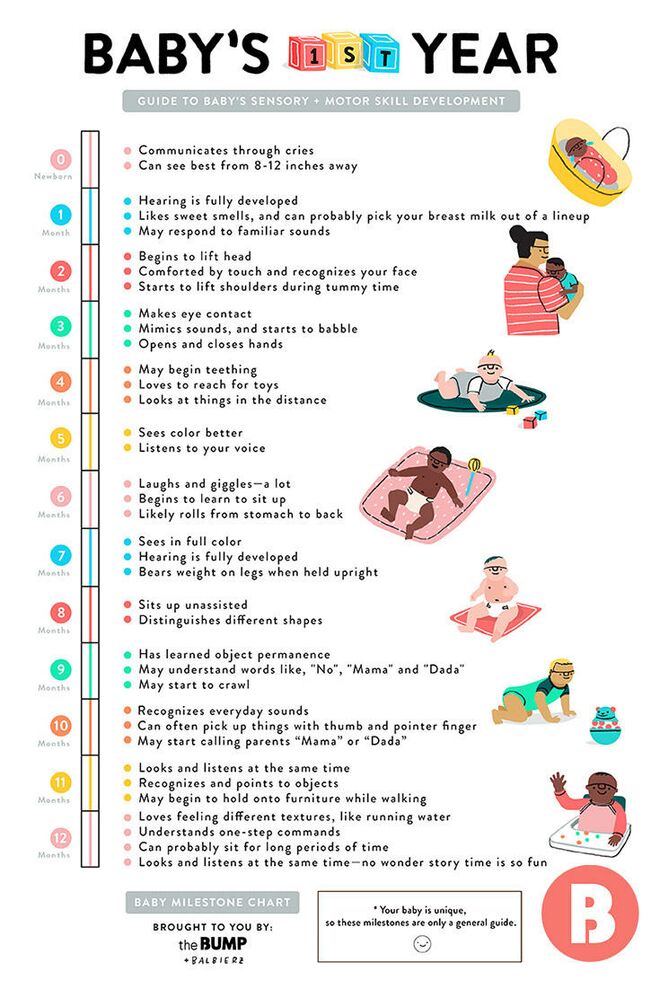 BABY'S 1ST YEAR
GUIDE TO BABY'S SENSORY + MOTOR SKILL DEVELOPMENT
0
Newborn
Communicates through cries
Can see best from 8-12 inches away
1
Month
Hearing is fully developed
Likes sweet smells, and can probably pick your breast milk out of a lineup
May respond to familiar sounds
2
Months
Begins to lift head
Comforted by touch and recognizes your face
Starts to lift shoulders during tummy time
3
Months
Makes eye contact
Mimics sounds, and starts to babble
Opens and closes hands
4
Months
May begin teething
Loves to reach for toys
Looks at things in the distance
5
Months
Sees color better
Listens to your voice
6
Months
Laughs and giggles—a lot
Begins to learn to sit up
Likely rolls from stomach to back
7
Months
Sees in full color
Hearing is fully developed
Bears weight on legs when held upright
8
Months
Sits up unassisted
Distinguishes different shapes
9
Months
Has learned object permanence
May understand words like, "No", "Mama" and "Dada"
May start to crawl
10
Months
Recognizes everyday sounds
Can often pick up things with thumb and pointer finger
May start calling parents “Mama” or “Dada”
11
Months
Looks and listens at the same time
Recognizes and points to objects
May begin to hold onto furniture while walking
12
Months
Loves feeling different textures, like running water
Understands one-step commands
Can probably sit for long periods of time
Looks and listens at the same time—no wonder story time is so fun
BABY MILESTONE CHART
BROUGHT TO YOU BY:
the BUMP
+BALBIERZ
* Your baby is unique,
so these milestones are only a general guide.
B